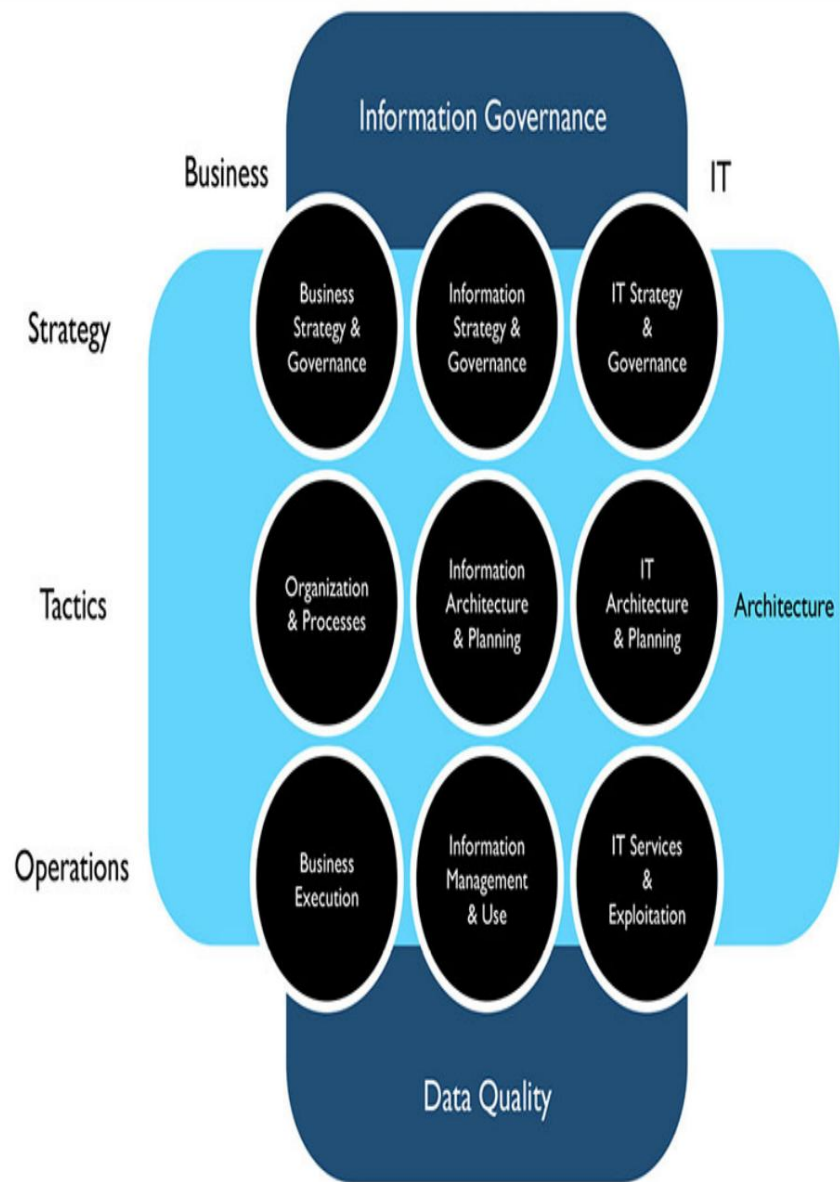 Information Governance
Business
IT
Strategy
Business
Strategy &
Governance
Information
Strategy &
Governance
IT Strategy
&
Governance
Tactics
Organization
& Processes
Information
Architecture
& Planning
IT
Architecture
& Planning
Architecture
Operations
Business
Execution
Information
Management
& Use
IT Services
&
Exploitation
Data Quality